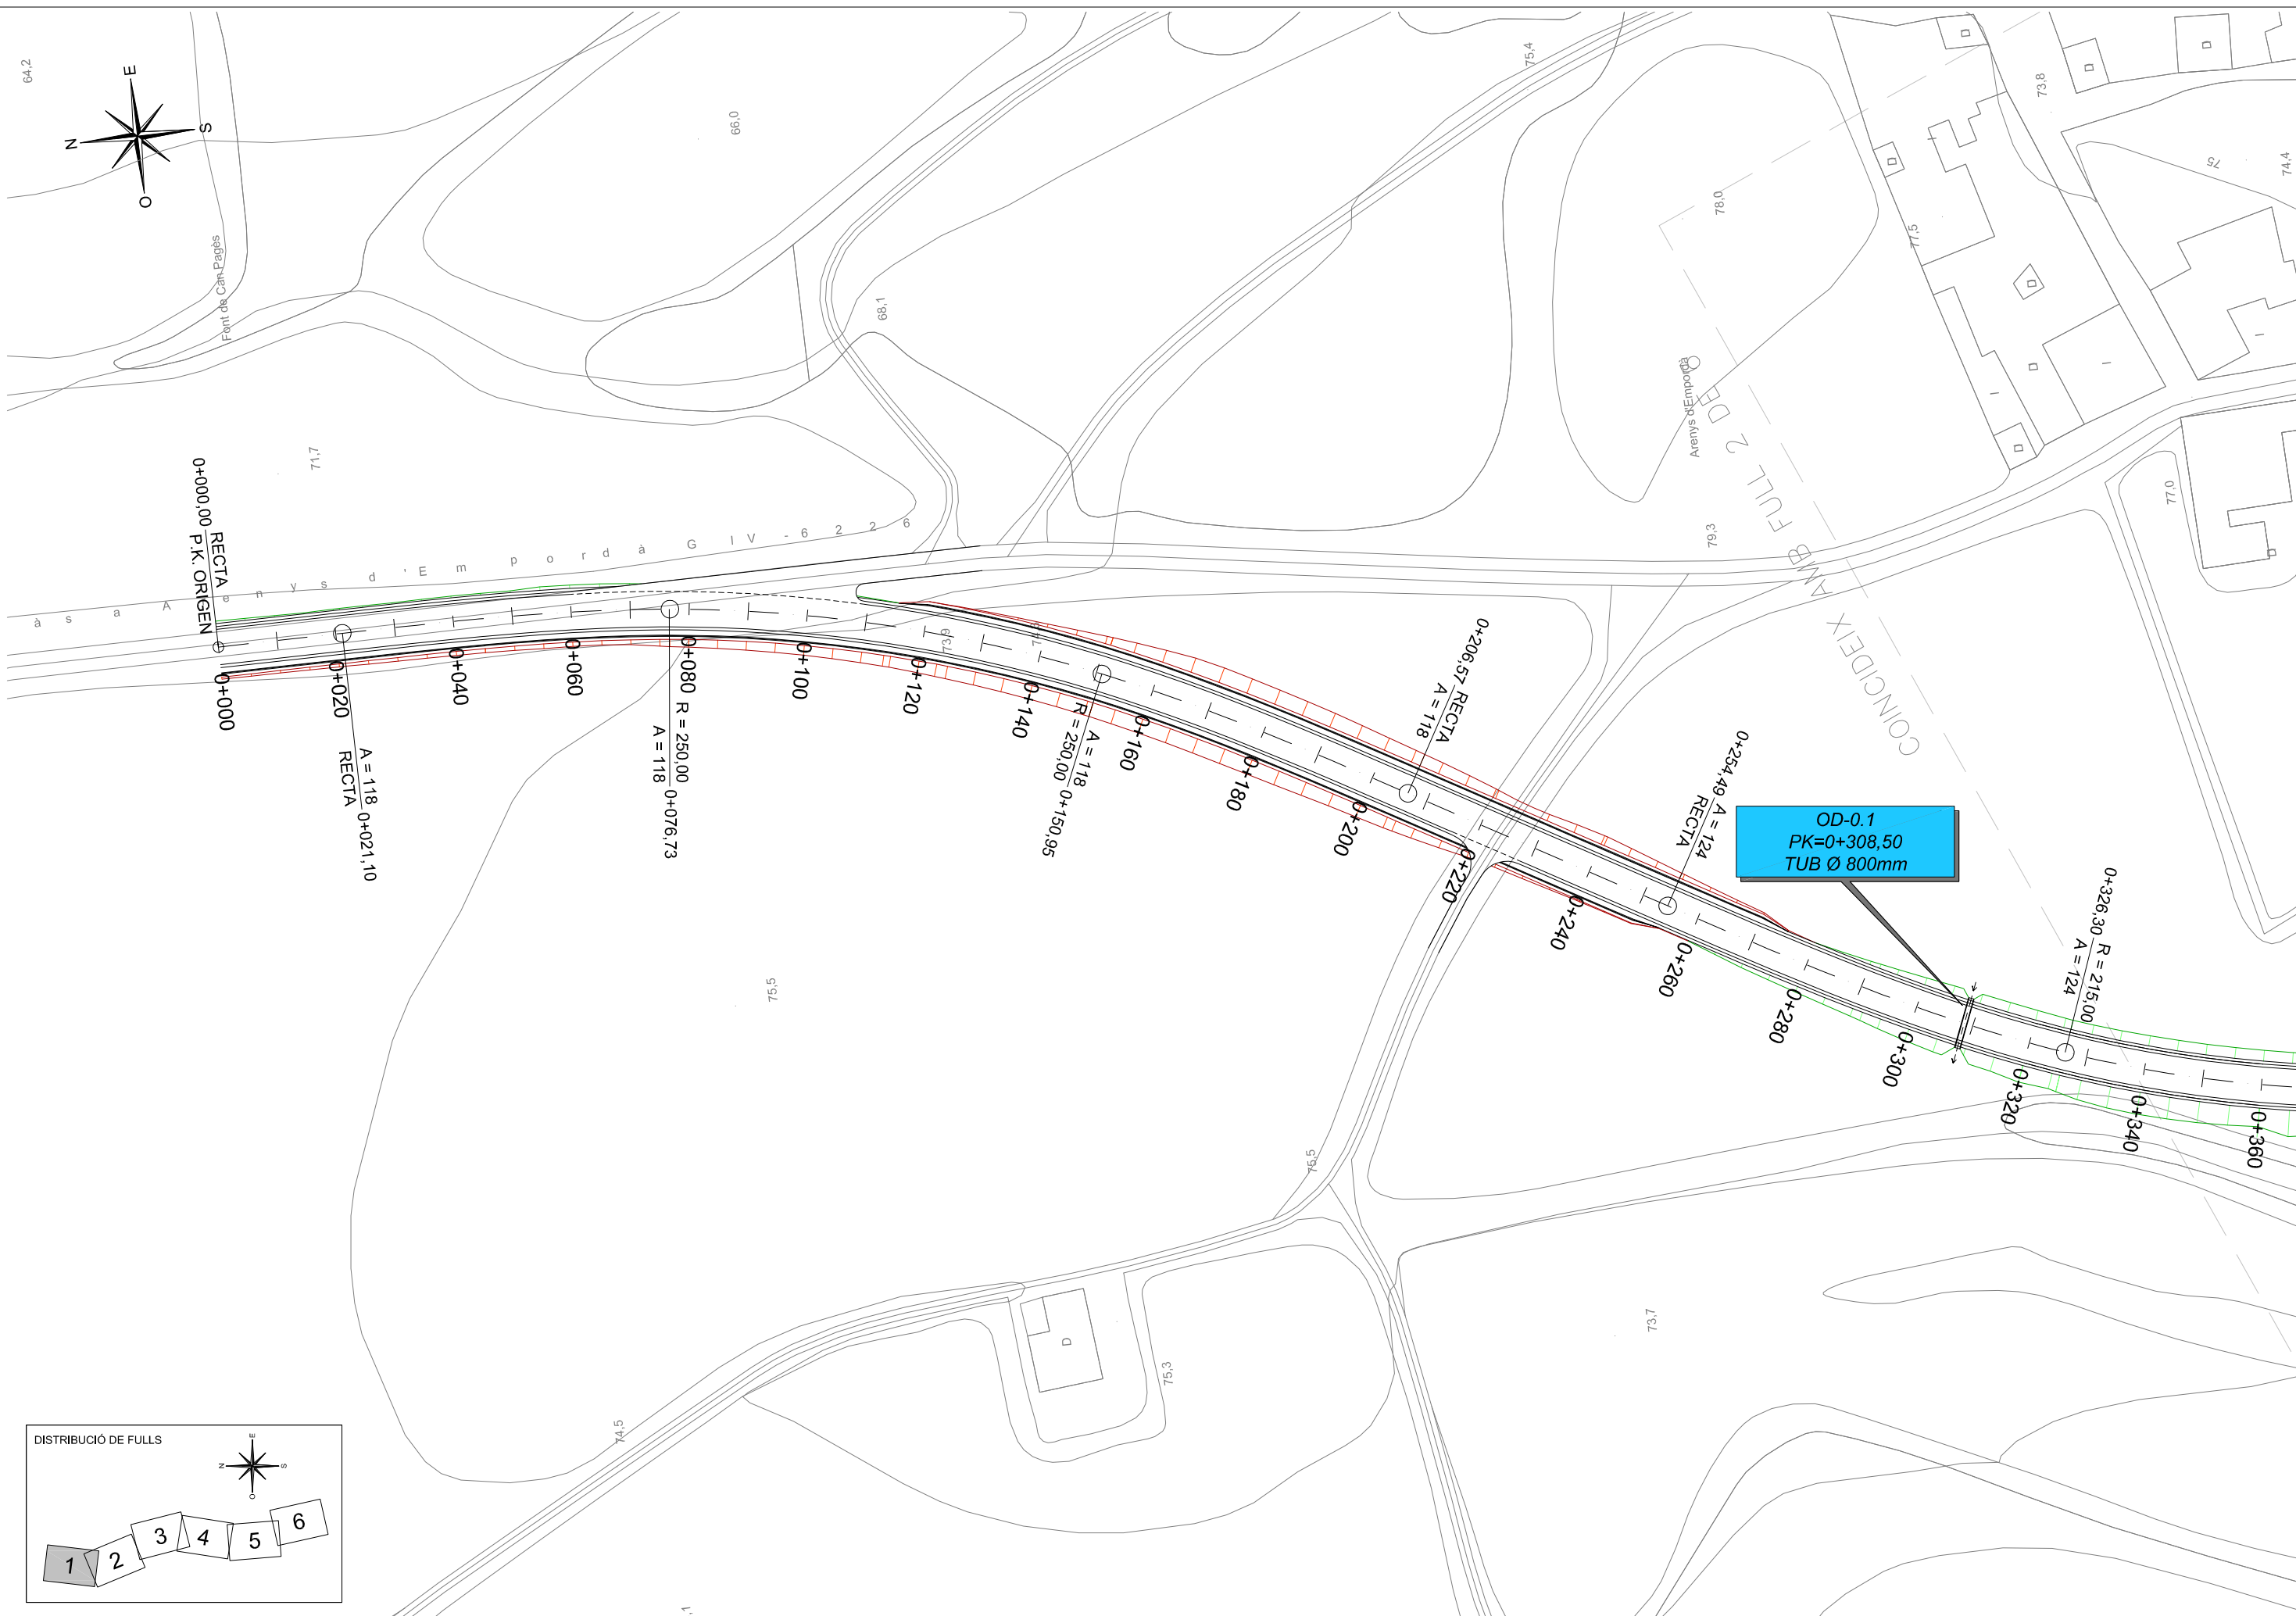 64,2
E
N
S
O
66,0
75,4
73,8
74,4
75
78,0
77,5
Font de Can Pagès
68,1
Arenys d'Empordà
COINCIDEIX AMB FULL 2 DE
77,0
79,3
71,7
à s a A enys d'Empordà GIV-6226
0+000,00 RECTA
P.K. ORIGEN
73,9
0+000
0+020
0+040
0+060
0+080
0+100
0+120
0+140
0+160
0+180
0+200
0+220
0+240
0+260
0+280
0+300
0+320
0+340
0+360
A = 118
RECTA 0+021,10
R = 250,00
A = 118 0+076,73
A = 118
R = 250,00 0+150,95
0+206,57 RECTA
A = 118
0+254,49 A = 124
RECTA
0+326,30 R = 215,00
A = 124
OD-0.1
PK=0+308,50
TUB Ø 800mm
75,5
75,5
73,7
75,3
D
74,5
DISTRIBUCIÓ DE FULLS
E
N
S
O
1
2
3
4
5
6